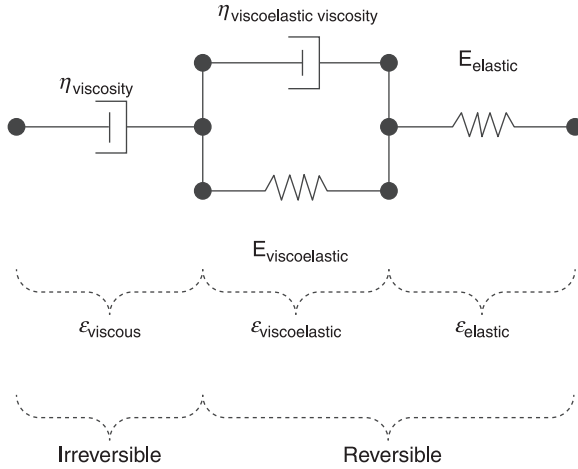 η viscoelastic viscosity
E elastic
η viscosity
E viscoelastic
ε viscous ε viscoelastic ε elastic
Irreversible Reversible